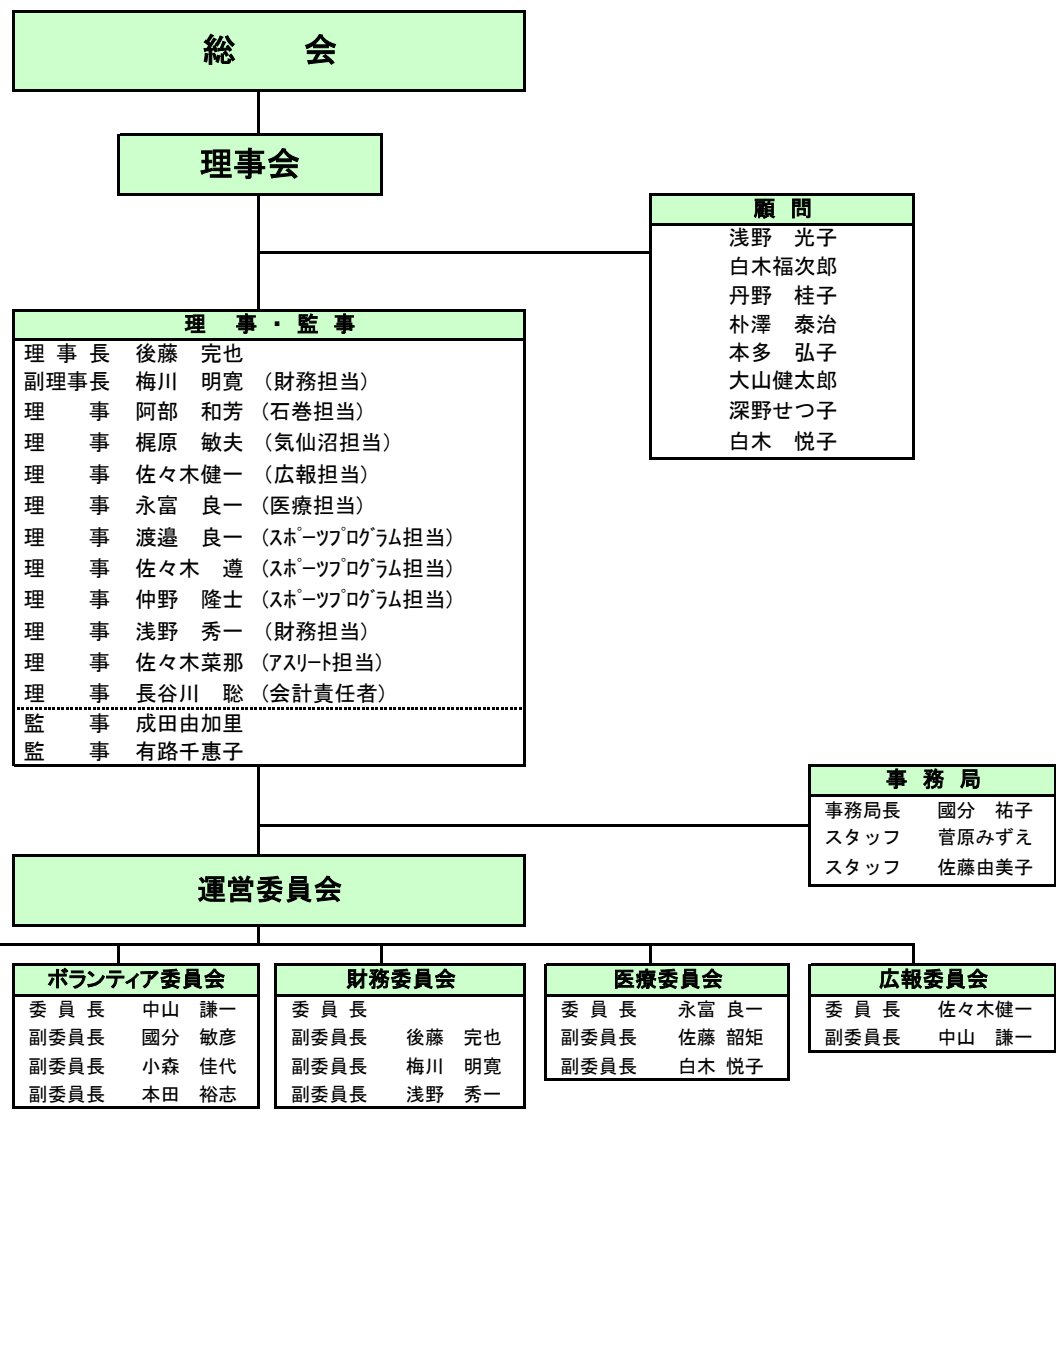 総　　会
理事会
顧 問
浅野　光子
白木福次郎
丹野　桂子
朴澤　泰治
本多　弘子
大山健太郎
深野せつ子
白木　悦子
理　事・監 事
理 事 長　後藤　完也
副理事長　梅川　明寛　（財務担当）
理　　事　阿部　和芳　（石巻担当）
理　　事　梶原　敏夫　（気仙沼担当）
理　　事　佐々木健一　（広報担当）
理　　事　永富　良一　（医療担当）
理　　事　渡邉　良一　（ｽﾎﾟｰﾂﾌﾟﾛｸﾞﾗﾑ担当）
理　　事　佐々木　遵　（ｽﾎﾟｰﾂﾌﾟﾛｸﾞﾗﾑ担当）
理　　事　仲野　隆士　（ｽﾎﾟｰﾂﾌﾟﾛｸﾞﾗﾑ担当）
理　　事　浅野　秀一　（財務担当）
理　　事　佐々木菜那　（ｱｽﾘｰﾄ担当）
理　　事　長谷川　聡　（会計責任者）
監　　事　成田由加里
監　　事　有路千惠子
事 務 局
事務局長　國分　祐子
スタッフ　菅原みずえ
スタッフ　佐藤由美子
運営委員会
ボランティア委員会
委 員 長　中山　謙一
副委員長　國分　敏彦
副委員長　小森　佳代
副委員長　本田　裕志
財務委員会
委 員 長
副委員長　後藤　完也
副委員長　梅川　明寛
副委員長　浅野　秀一
医療委員会
委 員 長　永富 良一
副委員長　佐藤 韶矩
副委員長　白木 悦子
広報委員会
委 員 長　佐々木健一
副委員長　中山　謙一